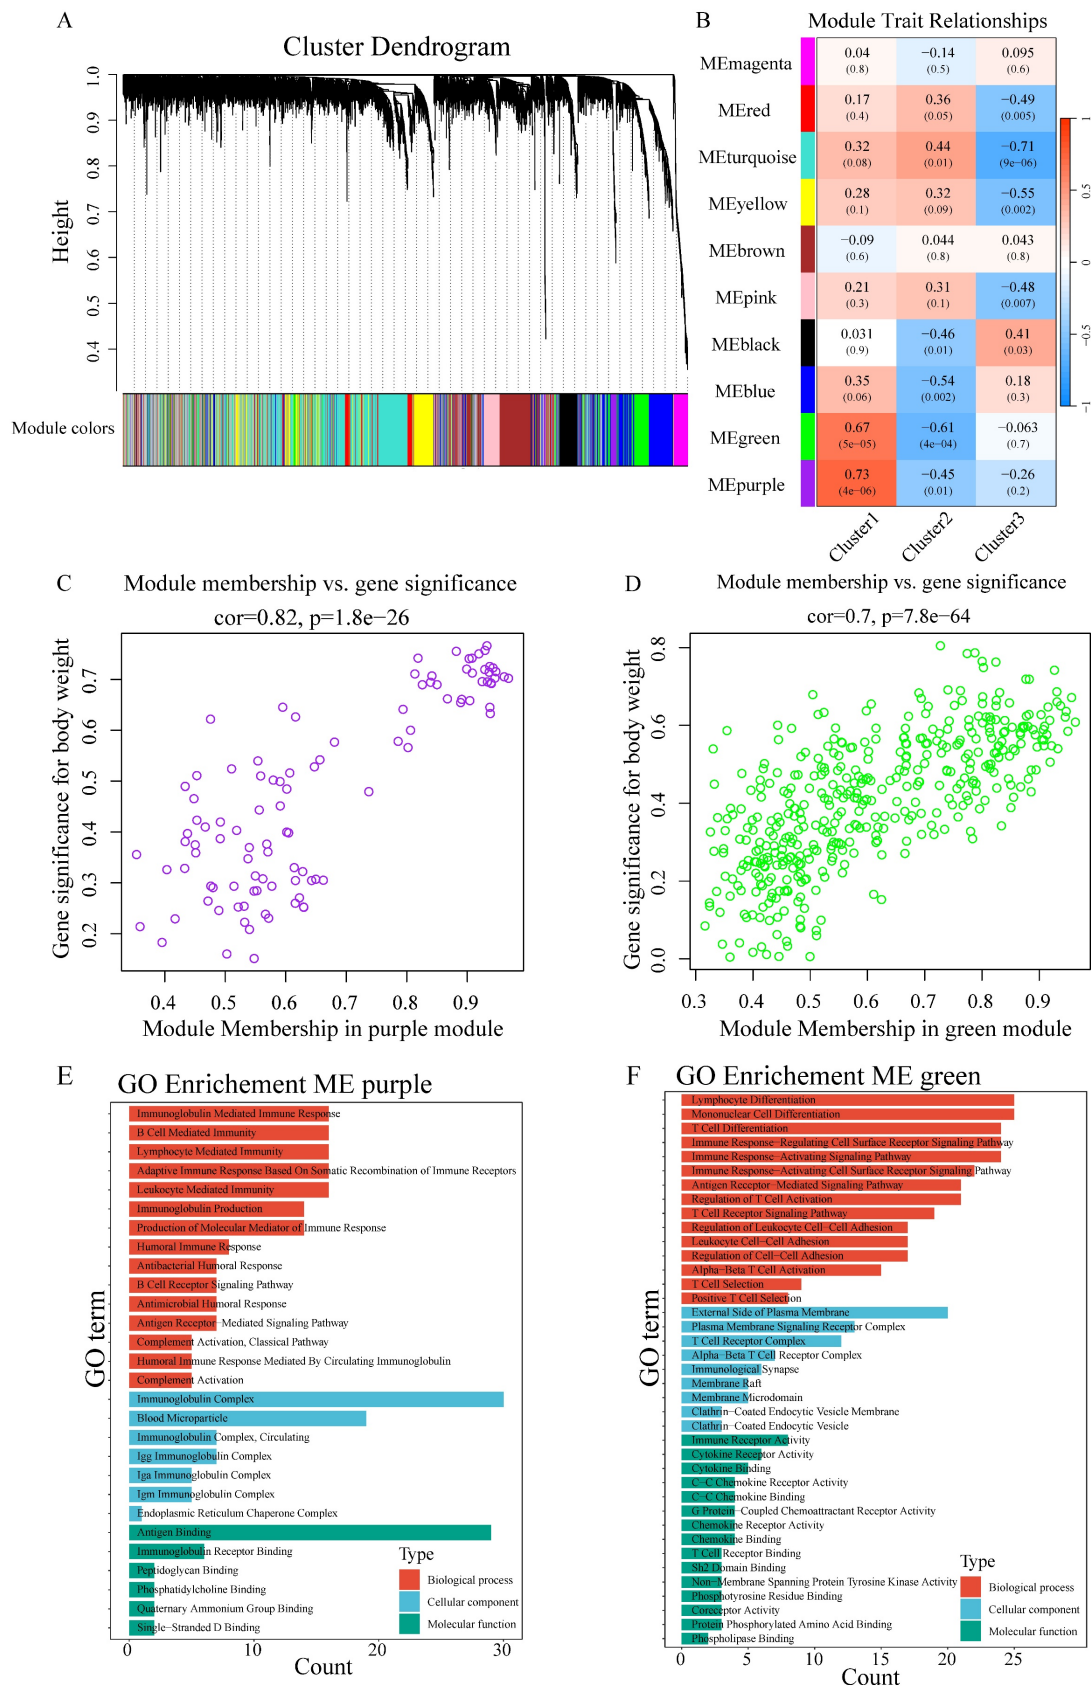 A
Cluster Dendrogram
Height
1.0
0.9
0.8
0.7
0.6
0.5
0.4
Module colors
B
Module Trait Relationships
MEmagenta 0.04 −0.14 0.095
(0.8) (0.5) (0.6)
MEred 0.17 0.36 −0.49
(0.4) (0.05) (0.005)
MEturquoise 0.32 0.44 −0.71
(0.08) (0.01) (9e−06)
MEyellow 0.28 0.32 −0.55
(0.1) (0.09) (0.002)
MEbrown −0.09 0.044 0.043
(0.6) (0.8) (0.8)
MEpink 0.21 0.31 −0.48
(0.3) (0.1) (0.007)
MEblack 0.031 −0.46 0.41
(0.9) (0.01) (0.03)
MEblue 0.35 −0.54 0.18
(0.06) (0.002) (0.3)
MEgreen 0.67 −0.61 −0.063
(5e−05) (4e−04) (0.7)
MEpurple 0.73 −0.45 −0.26
(4e−06) (0.01) (0.2)
Cluster1 Cluster2 Cluster3
1
0.5
0
−0.5
−1
C
Module membership vs. gene significance
cor=0.82, p=1.8e−26
Gene significance for body weight
0.7
0.6
0.5
0.4
0.3
0.2
0.4 0.5 0.6 0.7 0.8 0.9
Module Membership in purple module
D
Module membership vs. gene significance
cor=0.7, p=7.8e−64
Gene significance for body weight
0.8
0.6
0.4
0.2
0.0
0.3 0.4 0.5 0.6 0.7 0.8 0.9
Module Membership in green module
E
GO Enrichement ME purple
GO term
Immunoglobulin Mediated Immune Response
B Cell Mediated Immunity
Lymphocyte Mediated Immunity
Adaptive Immune Response Based On Somatic Recombination of Immune Receptors
Leukocyte Mediated Immunity
Immunoglobulin Production
Production of Molecular Mediator of Immune Response
Humoral Immune Response
Antibacterial Humoral Response
B Cell Receptor Signaling Pathway
Antimicrobial Humoral Response
Antigen Receptor−Mediated Signaling Pathway
Complement Activation, Classical Pathway
Humoral Immune Response Mediated By Circulating Immunoglobulin
Complement Activation
Immunoglobulin Complex
Blood Microparticle
Immunoglobulin Complex, Circulating
Igg Immunoglobulin Complex
Iga Immunoglobulin Complex
Igm Immunoglobulin Complex
Endoplasmic Reticulum Chaperone Complex
Antigen Binding
Immunoglobulin Receptor Binding
Peptidoglycan Binding
Phosphatidylcholine Binding
Quaternary Ammonium Group Binding
Single−Stranded D Binding
Type
Biological process
Cellular component
Molecular function
0 10 20 30
Count
F
GO Enrichement ME green
GO term
Lymphocyte Differentiation
Mononuclear Cell Differentiation
T Cell Differentiation
Immune Response−Regulating Cell Surface Receptor Signaling Pathway
Immune Response−Activating Signaling Pathway
Immune Response−Activating Cell Surface Receptor Signaling Pathway
Antigen Receptor−Mediated Signaling Pathway
Regulation of T Cell Activation
T Cell Receptor Signaling Pathway
Regulation of Leukocyte Cell−Cell Adhesion
Leukocyte Cell−Cell Adhesion
Regulation of Cell−Cell Adhesion
Alpha−Beta T Cell Activation
T Cell Selection
Positive T Cell Selection
External Side of Plasma Membrane
Plasma Membrane Signaling Receptor Complex
T Cell Receptor Complex
Alpha−Beta T Cell Receptor Complex
Immunological Synapse
Membrane Raft
Membrane Microdomain
Clathrin−Coated Endocytic Vesicle Membrane
Clathrin−Coated Endocytic Vesicle
Immune Receptor Activity
Cytokine Receptor Activity
Cytokine Binding
C−C Chemokine Receptor Activity
C−C Chemokine Binding
G Protein−Coupled Chemoattractant Receptor Activity
Chemokine Receptor Activity
Chemokine Binding
T Cell Receptor Binding
Sh2 Domain Binding
Non−Membrane Spanning Protein Tyrosine Kinase Activity
Phosphotyrosine Residue Binding
Coreceptor Activity
Protein Phosphorylated Amino Acid Binding
Phospholipase Binding
Type
Biological process
Cellular component
Molecular function
0 5 10 15 20 25
Count